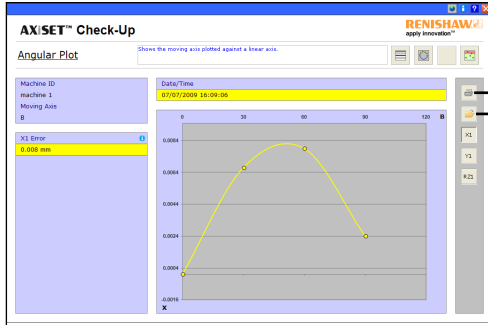 AXiSET™ Check-Up
RENISHAW
apply innovation™
Angular Plot
Shows the moving axis plotted against a linear axis.
Machine ID
machine 1
Moving Axis
B
Date/Time
07/07/2009 16:09:06
X1 Error
0.008 mm
0 30 60 90 120 B
0.0084
0.0064
0.0044
0.0024
0.0004
-0.0016
X
X1
Y1
RZ1